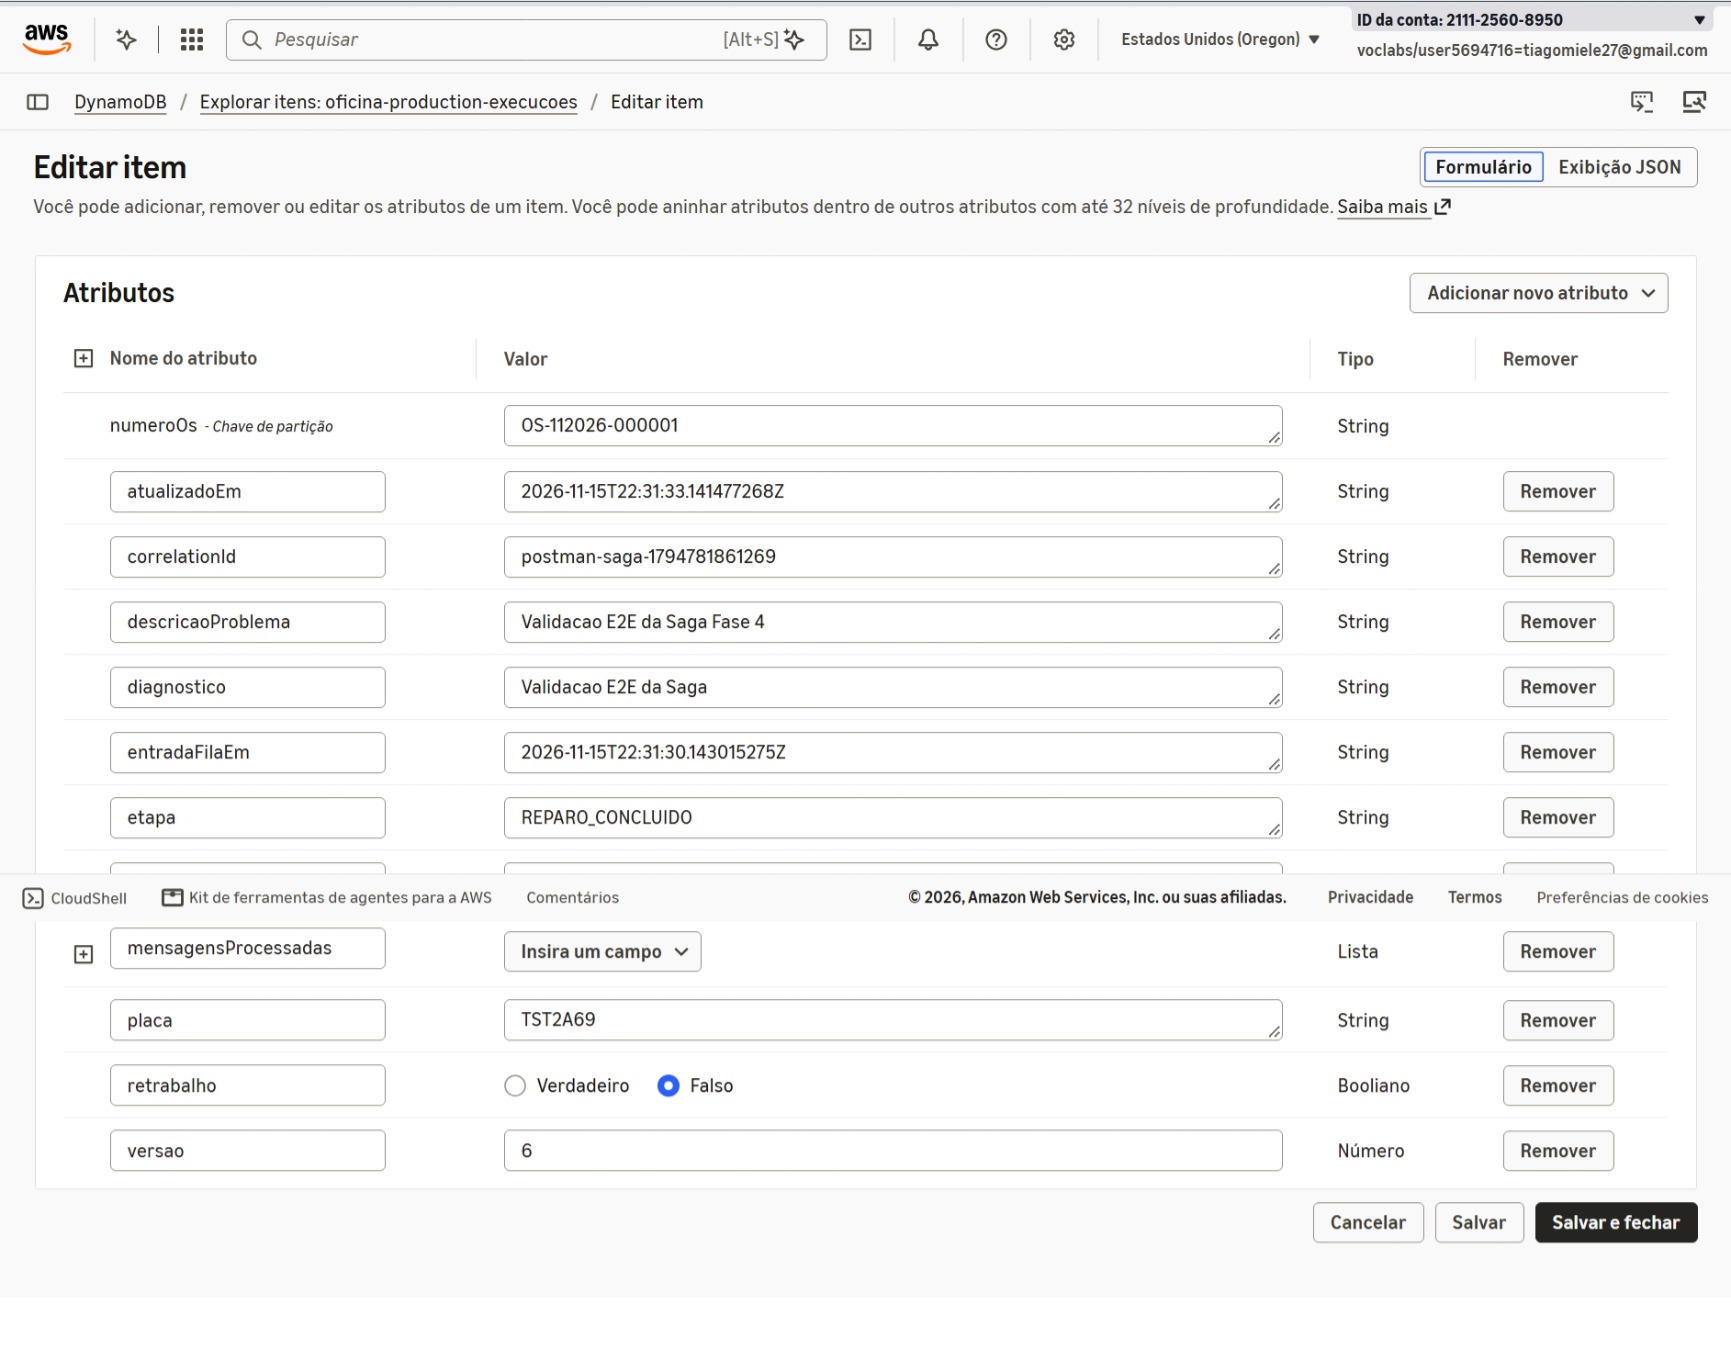 aws
Pesquisar [Alt+S]
Estados Unidos (Oregon)
ID da conta: 2111-2560-8950
voclabs/user5694716=tiagomiele27@gmail.com
DynamoDB / Explorar itens: oficina-production-execucoes / Editar item
Editar item
Formulário Exibição JSON
Você pode adicionar, remover ou editar os atributos de um item. Você pode aninhar atributos dentro de outros atributos com até 32 níveis de profundidade. Saiba mais
Atributos
Adicionar novo atributo
Nome do atributo Valor Tipo Remover
numeroOs - Chave de partição OS-112026-000001 String
atualizadoEm 2026-11-15T22:31:33.141477268Z String Remover
correlationId postman-saga-1794781861269 String Remover
descricaoProblema Validacao E2E da Saga Fase 4 String Remover
diagnostico Validacao E2E da Saga String Remover
entradaFilaEm 2026-11-15T22:31:30.143015275Z String Remover
etapa REPARO_CONCLUIDO String Remover
CloudShell Kit de ferramentas de agentes para a AWS Comentários © 2026, Amazon Web Services, Inc. ou suas afiliadas. Privacidade Termos Preferências de cookies
mensagensProcessadas Insira um campo Lista Remover
placa TST2A69 String Remover
retrabalho Verdadeiro Falso Booliano Remover
versao 6 Número Remover
Cancelar Salvar Salvar e fechar